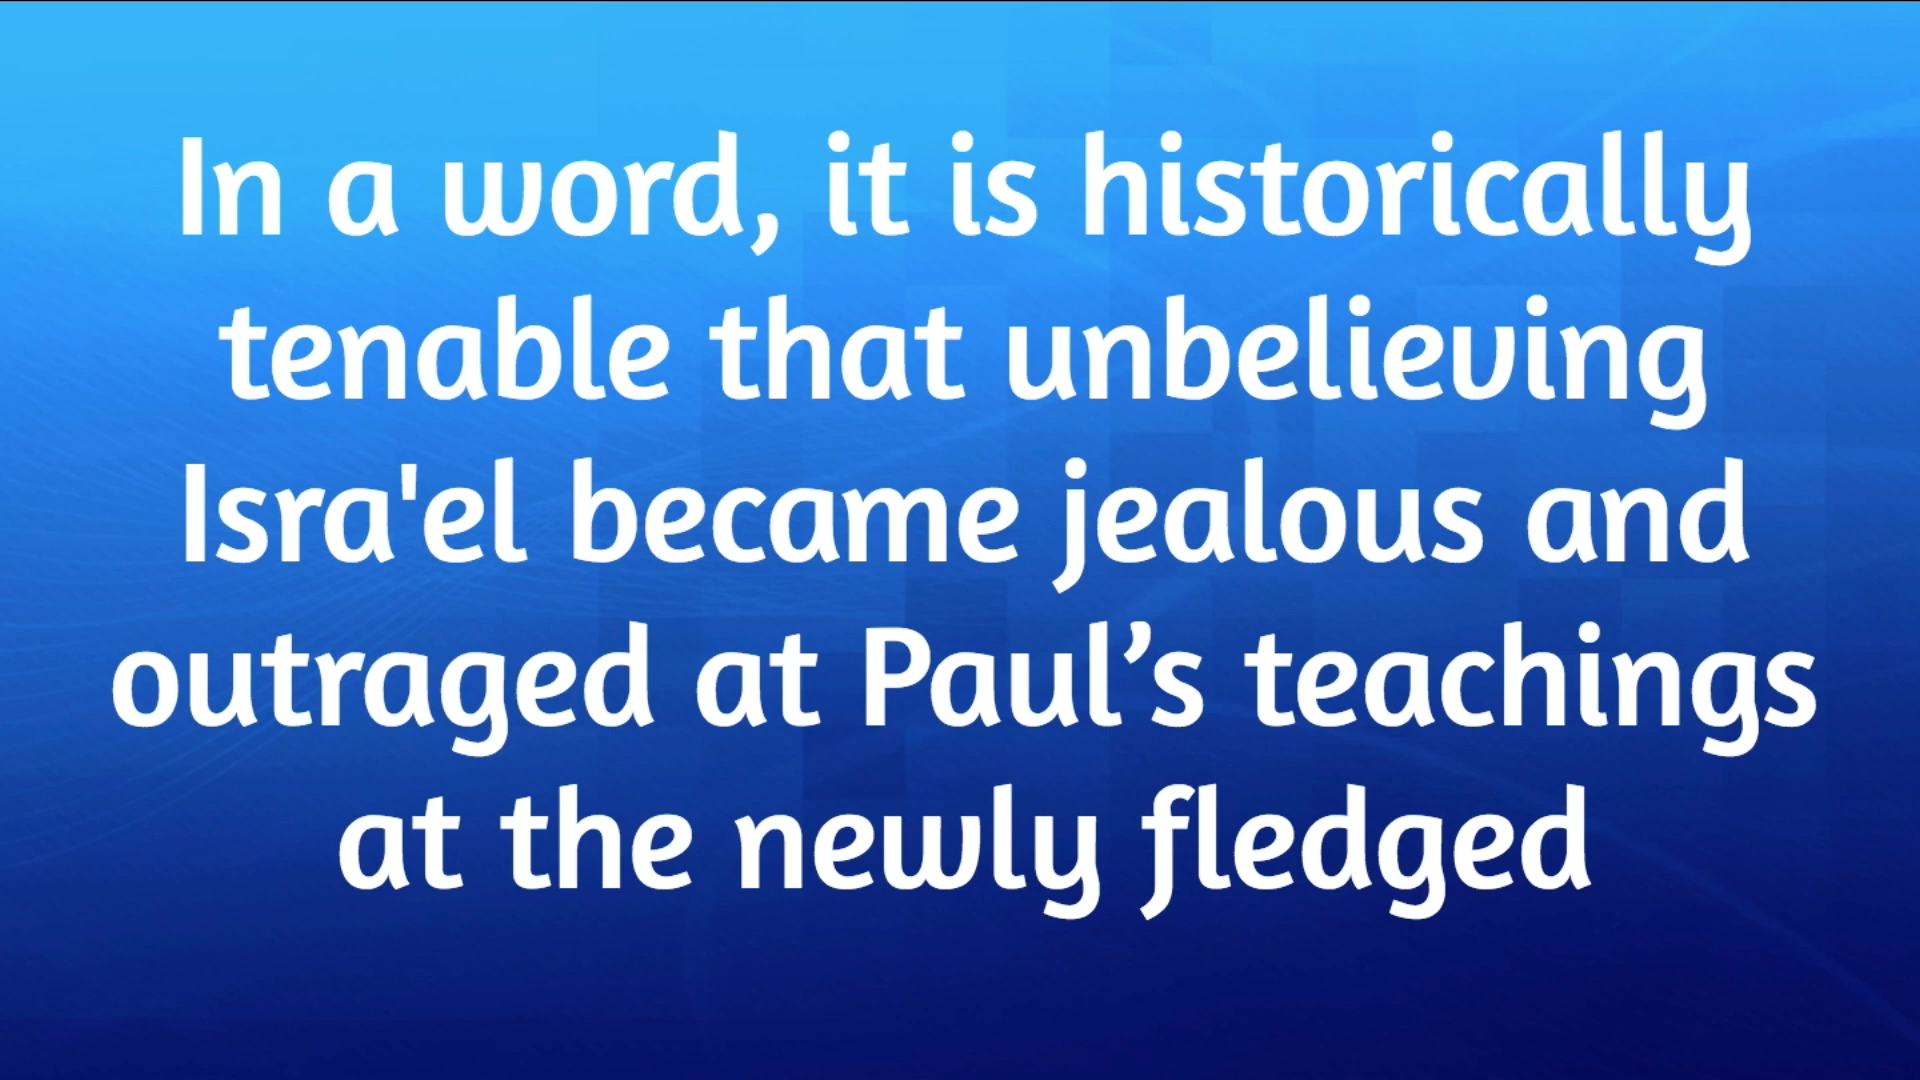 In a word, it is historically
tenable that unbelieving
Isra'el became jealous and
outraged at Paul’s teachings
at the newly fledged